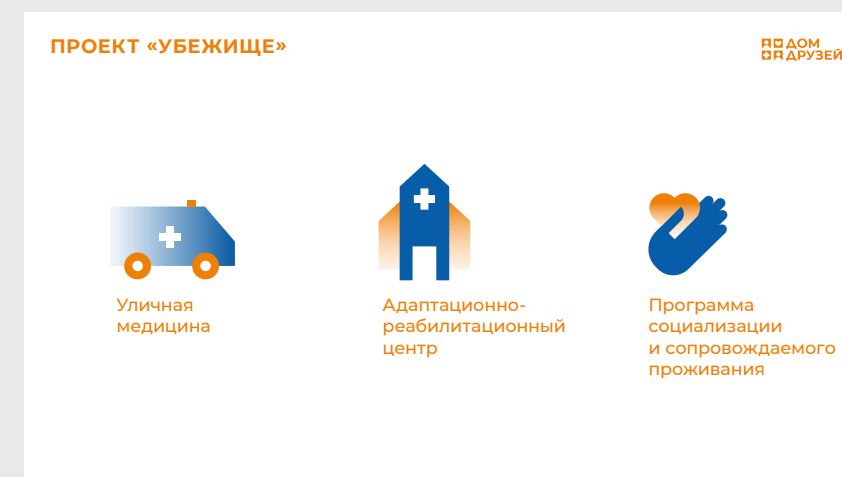 ПРОЕКТ «УБЕЖИЩЕ»
ДОМ
ДРУЗЕЙ
Уличная
медицина
Адаптационно-
реабилитационный
центр
Программа
социализации
и сопровождаемого
проживания